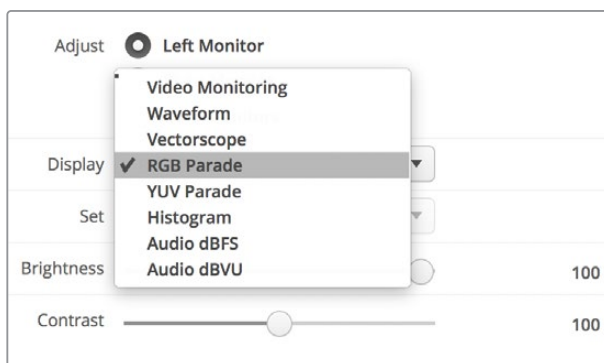 Adjust Left Monitor
Video Monitoring
Waveform
Vectorscope
Display ✔ RGB Parade
YUV Parade
Set Histogram
Audio dBFS
Brightness Audio dBVU 100
Contrast 100